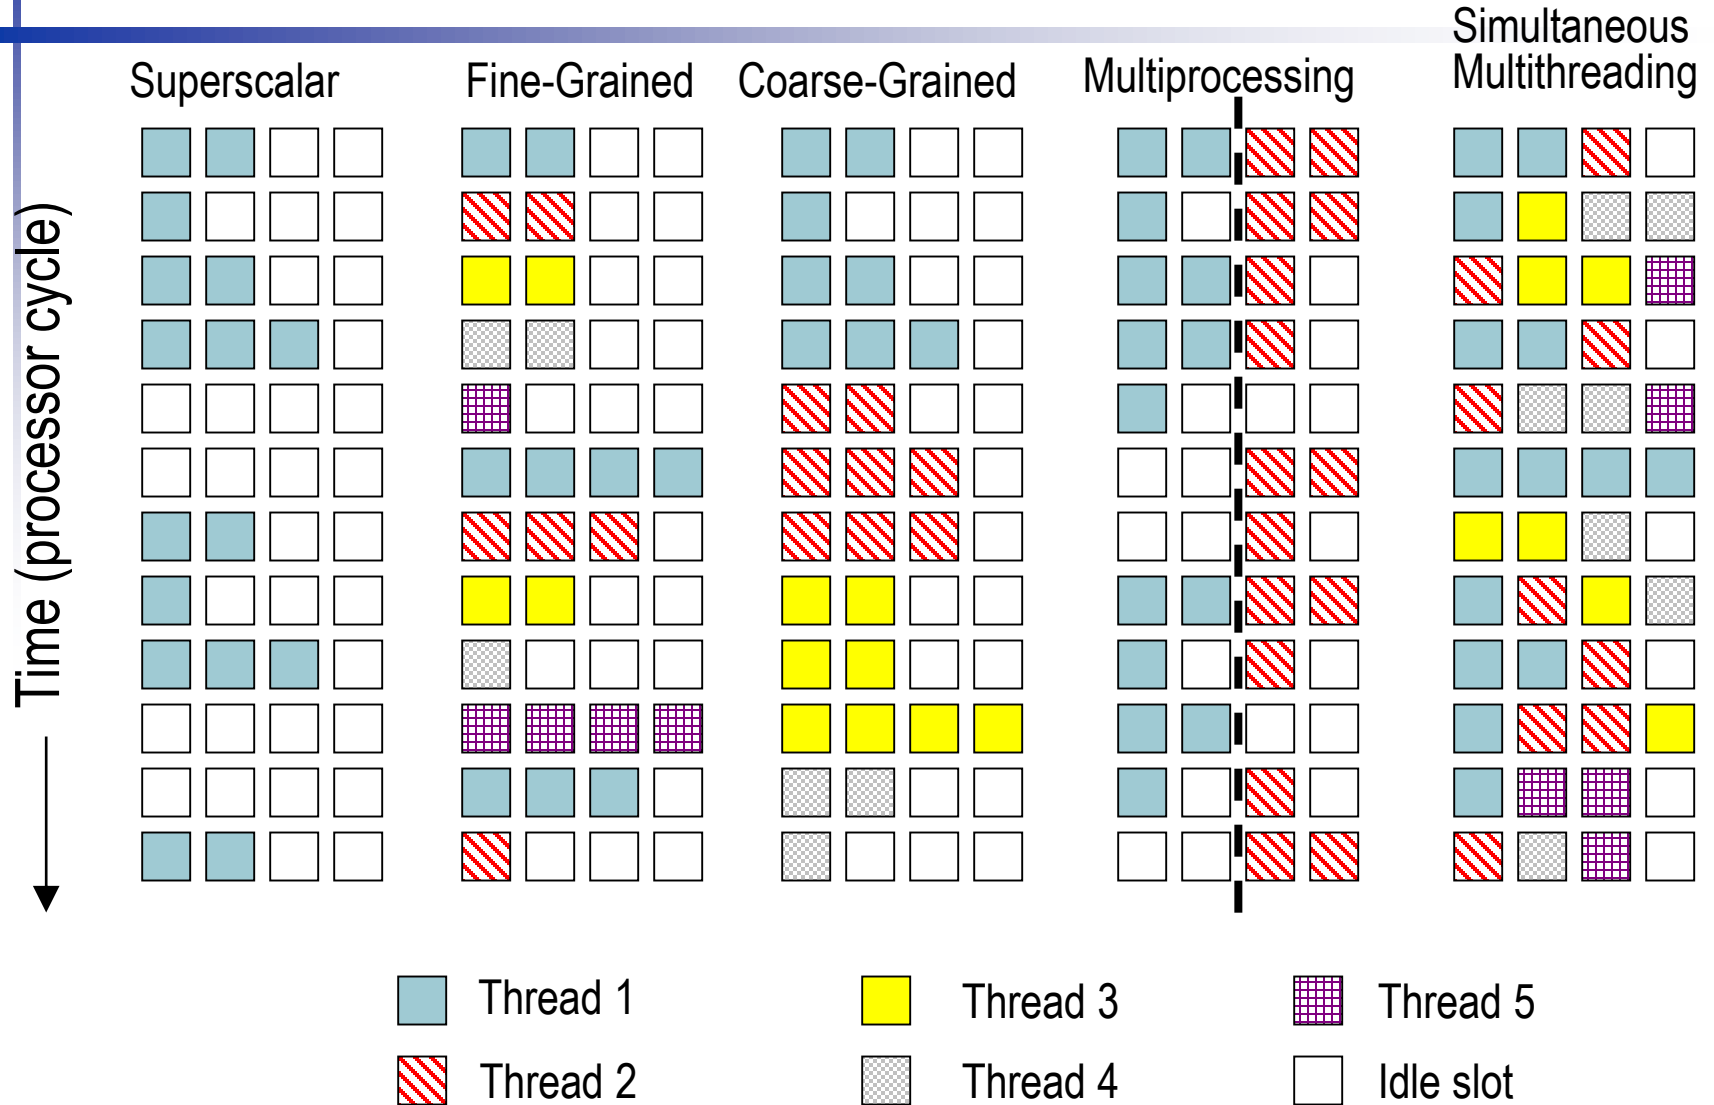 Simultaneous
Superscalar
Fine-Grained
Coarse-Grained
Multiprocessing
Multithreading
Time (processor cycle)
Thread 1
Thread 3
Thread 5
Thread 2
Thread 4
Idle slot